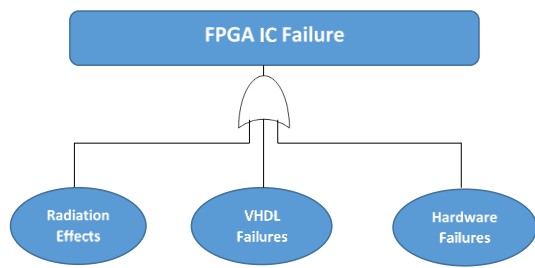 FPGA IC Failure
Radiation
Effects
VHDL
Failures
Hardware
Failures